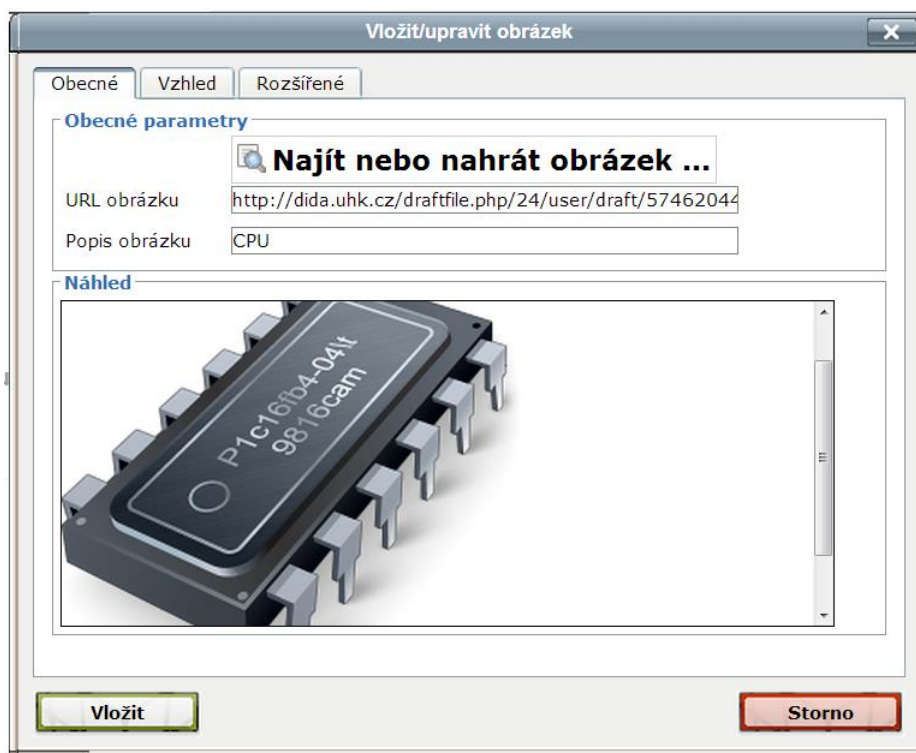 Vložit/upravit obrázek
Obecné Vzhled Rozšířené
Obecné parametry
Najít nebo nahrát obrázek ...
URL obrázku http://dida.uhk.cz/draftfile.php/24/user/draft/57462044
Popis obrázku CPU
Náhled
P1c16fb4-04\t
9816cam
Vložit Storno